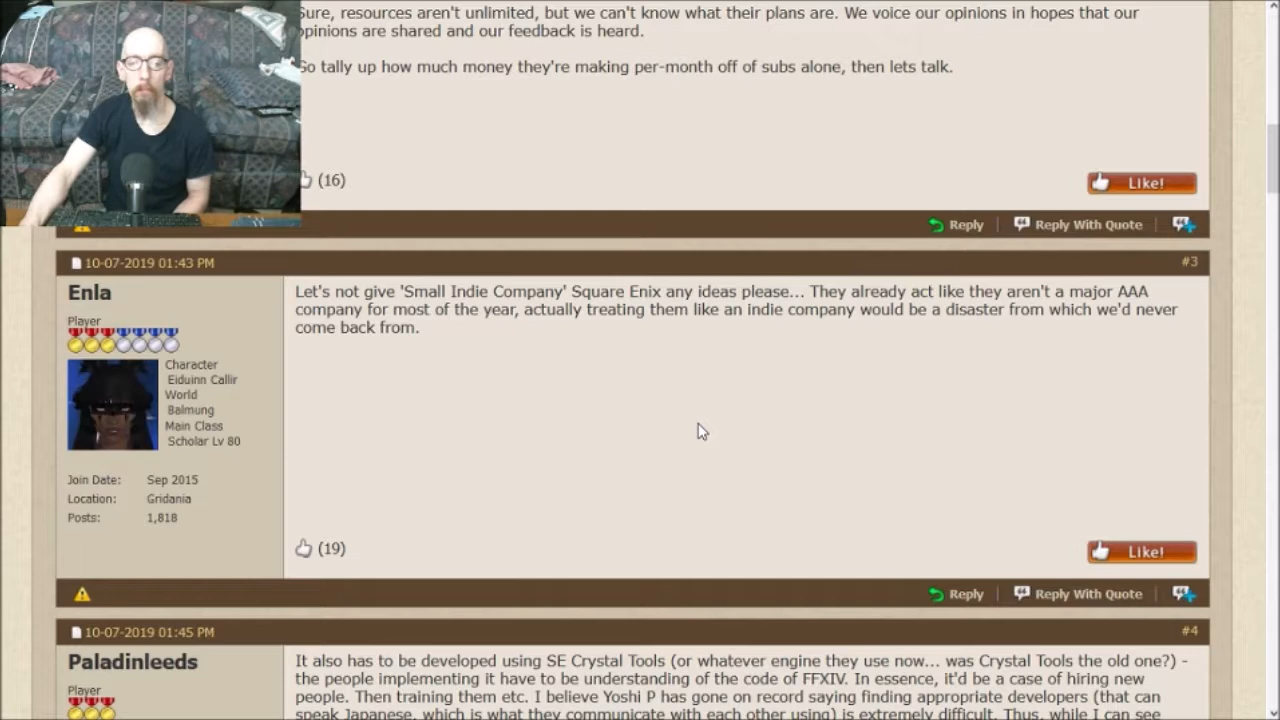 Sure, resources aren't unlimited, but we can't know what their plans are. We voice our opinions in hopes that our
opinions are shared and our feedback is heard.
So tally up how much money they're making per-month off of subs alone, then lets talk.
(16)
Like!
Reply
Reply With Quote
10-07-2019 01:43 PM
#3
Enla
Player
Character
Eiduinn Callir
World
Balmung
Main Class
Scholar Lv 80
Join Date: Sep 2015
Location: Gridania
Posts: 1,818
Let's not give 'Small Indie Company' Square Enix any ideas please... They already act like they aren't a major AAA
company for most of the year, actually treating them like an indie company would be a disaster from which we'd never
come back from.
(19)
Like!
Reply
Reply With Quote
10-07-2019 01:45 PM
#4
Paladinleeds
Player
It also has to be developed using SE Crystal Tools (or whatever engine they use now... was Crystal Tools the old one?) -
the people implementing it have to be understanding of the code of FFXIV. In essence, it'd be a case of hiring new
people. Then training them etc. I believe Yoshi P has gone on record saying finding appropriate developers (that can
speak Japanese, which is what they communicate with each other using) is extremely difficult. Thus, while I can see